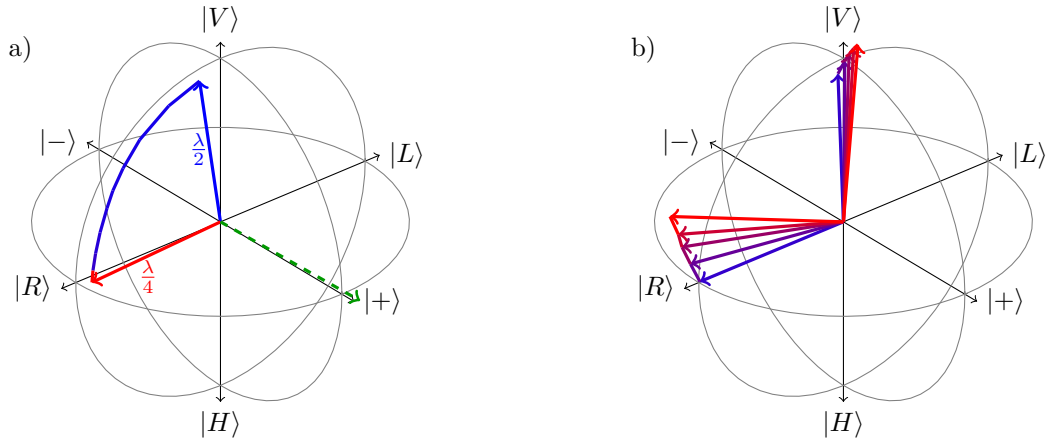 a)
|V⟩
|−⟩
|L⟩
λ/2
λ/4
|R⟩
|+⟩
|H⟩
b)
|V⟩
|−⟩
|L⟩
|R⟩
|+⟩
|H⟩